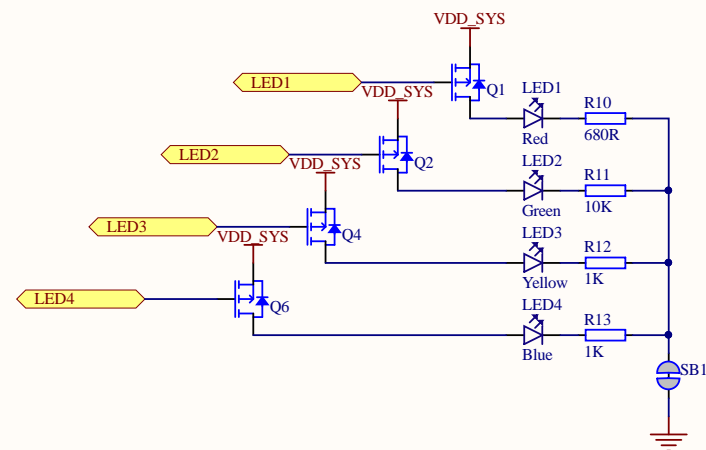 VDD_SYS
LED1
Q1
LED1
R10
VDD_SYS
Red
680R
LED2
Q2
LED2
R11
VDD_SYS
Green
10K
LED3
Q4
LED3
R12
VDD_SYS
Yellow
1K
LED4
Q6
LED4
R13
Blue
1K
SB1